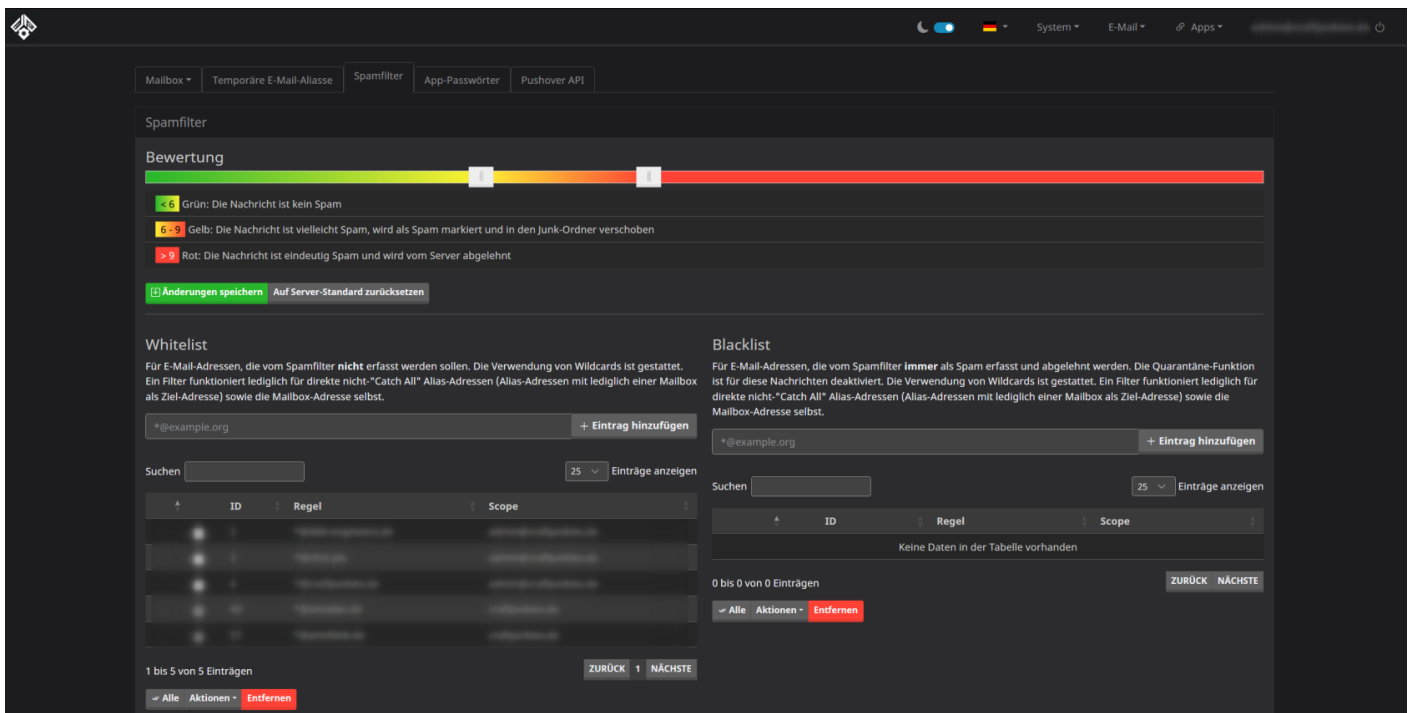 System E-Mail Apps
Mailbox Temporäre E-Mail-Aliasse Spamfilter App-Passwörter Pushover API
Spamfilter
Bewertung
< 6 Grün: Die Nachricht ist kein Spam
6 - 9 Gelb: Die Nachricht ist vielleicht Spam, wird als Spam markiert und in den Junk-Ordner verschoben
> 9 Rot: Die Nachricht ist eindeutig Spam und wird vom Server abgelehnt
Änderungen speichern Auf Server-Standard zurücksetzen
Whitelist
Für E-Mail-Adressen, die vom Spamfilter nicht erfasst werden sollen. Die Verwendung von Wildcards ist gestattet.
Ein Filter funktioniert lediglich für direkte nicht-"Catch All" Alias-Adressen (Alias-Adressen mit lediglich einer Mailbox
als Ziel-Adresse) sowie die Mailbox-Adresse selbst.
*@example.org + Eintrag hinzufügen
Suchen 25 Einträge anzeigen
ID Regel Scope
1 bis 5 von 5 Einträgen
ZURÜCK 1 NÄCHSTE
Alle Aktionen Entfernen
Blacklist
Für E-Mail-Adressen, die vom Spamfilter immer als Spam erfasst und abgelehnt werden. Die Quarantäne-Funktion
ist für diese Nachrichten deaktiviert. Die Verwendung von Wildcards ist gestattet. Ein Filter funktioniert lediglich für
direkte nicht-"Catch All" Alias-Adressen (Alias-Adressen mit lediglich einer Mailbox als Ziel-Adresse) sowie die
Mailbox-Adresse selbst.
*@example.org + Eintrag hinzufügen
Suchen 25 Einträge anzeigen
ID Regel Scope
Keine Daten in der Tabelle vorhanden
0 bis 0 von 0 Einträgen
ZURÜCK NÄCHSTE
Alle Aktionen Entfernen